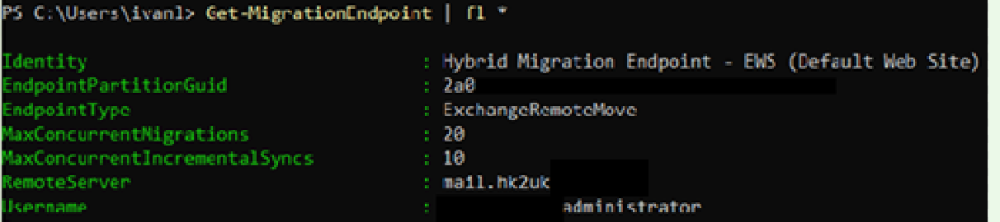 PS C:\Users\ivanl> Get-MigrationEndpoint | fl *
Identity : Hybrid Migration Endpoint - EWS (Default Web Site)
EndpointPartitionGuid : 2a0
EndpointType : ExchangeRemoteMove
MaxConcurrentMigrations : 20
MaxConcurrentIncrementalSyncs : 10
RemoteServer : mail.hk2uk
Username : administrator